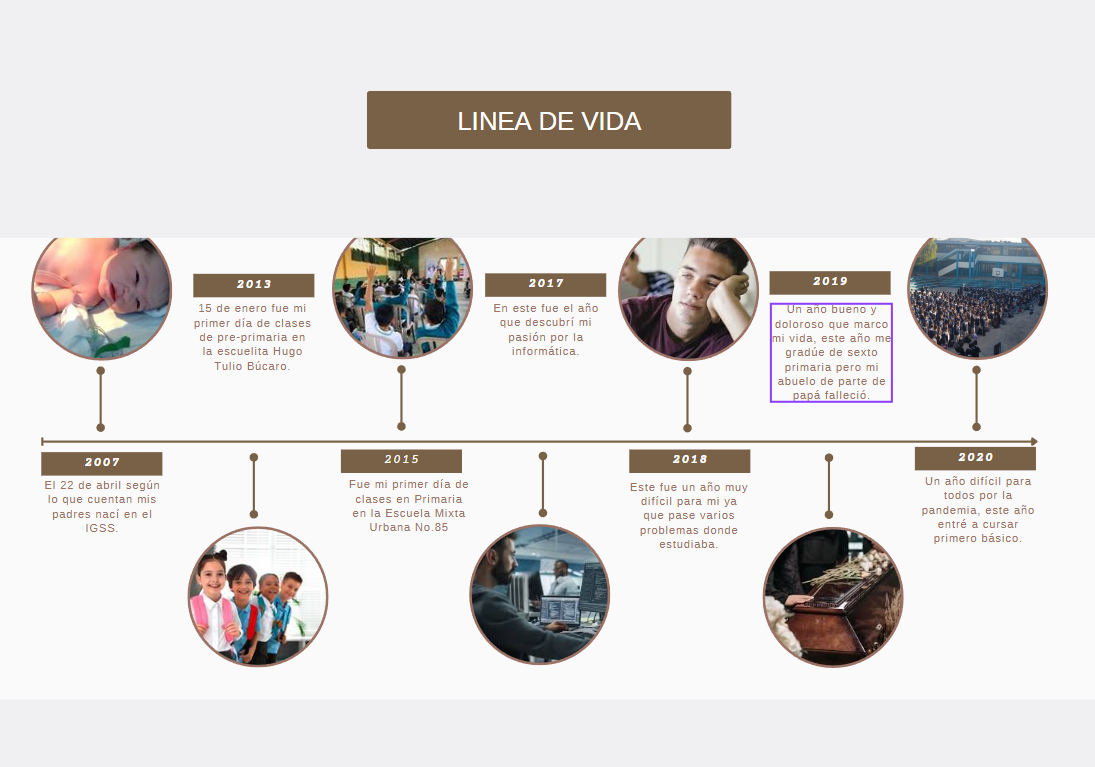 LINEA DE VIDA
2013
15 de enero fue mi
primer día de clases
de pre-primaria en
la escuelita Hugo
Tulio Búcaro.
2017
En este fue el año
que descubrí mi
pasión por la
informática.
2019
Un año bueno y
doloroso que marco
mi vida, este año me
gradúe de sexto
primaria pero mi
abuelo de parte de
papá falleció.
2007
El 22 de abril según
lo que cuentan mis
padres nací en el
IGSS.
2015
Fue mi primer día de
clases en Primaria
en la Escuela Mixta
Urbana No.85
2018
Este fue un año muy
difícil para mi ya
que pase varios
problemas donde
estudiaba.
2020
Un año difícil para
todos por la
pandemia, este año
entré a cursar
primero básico.